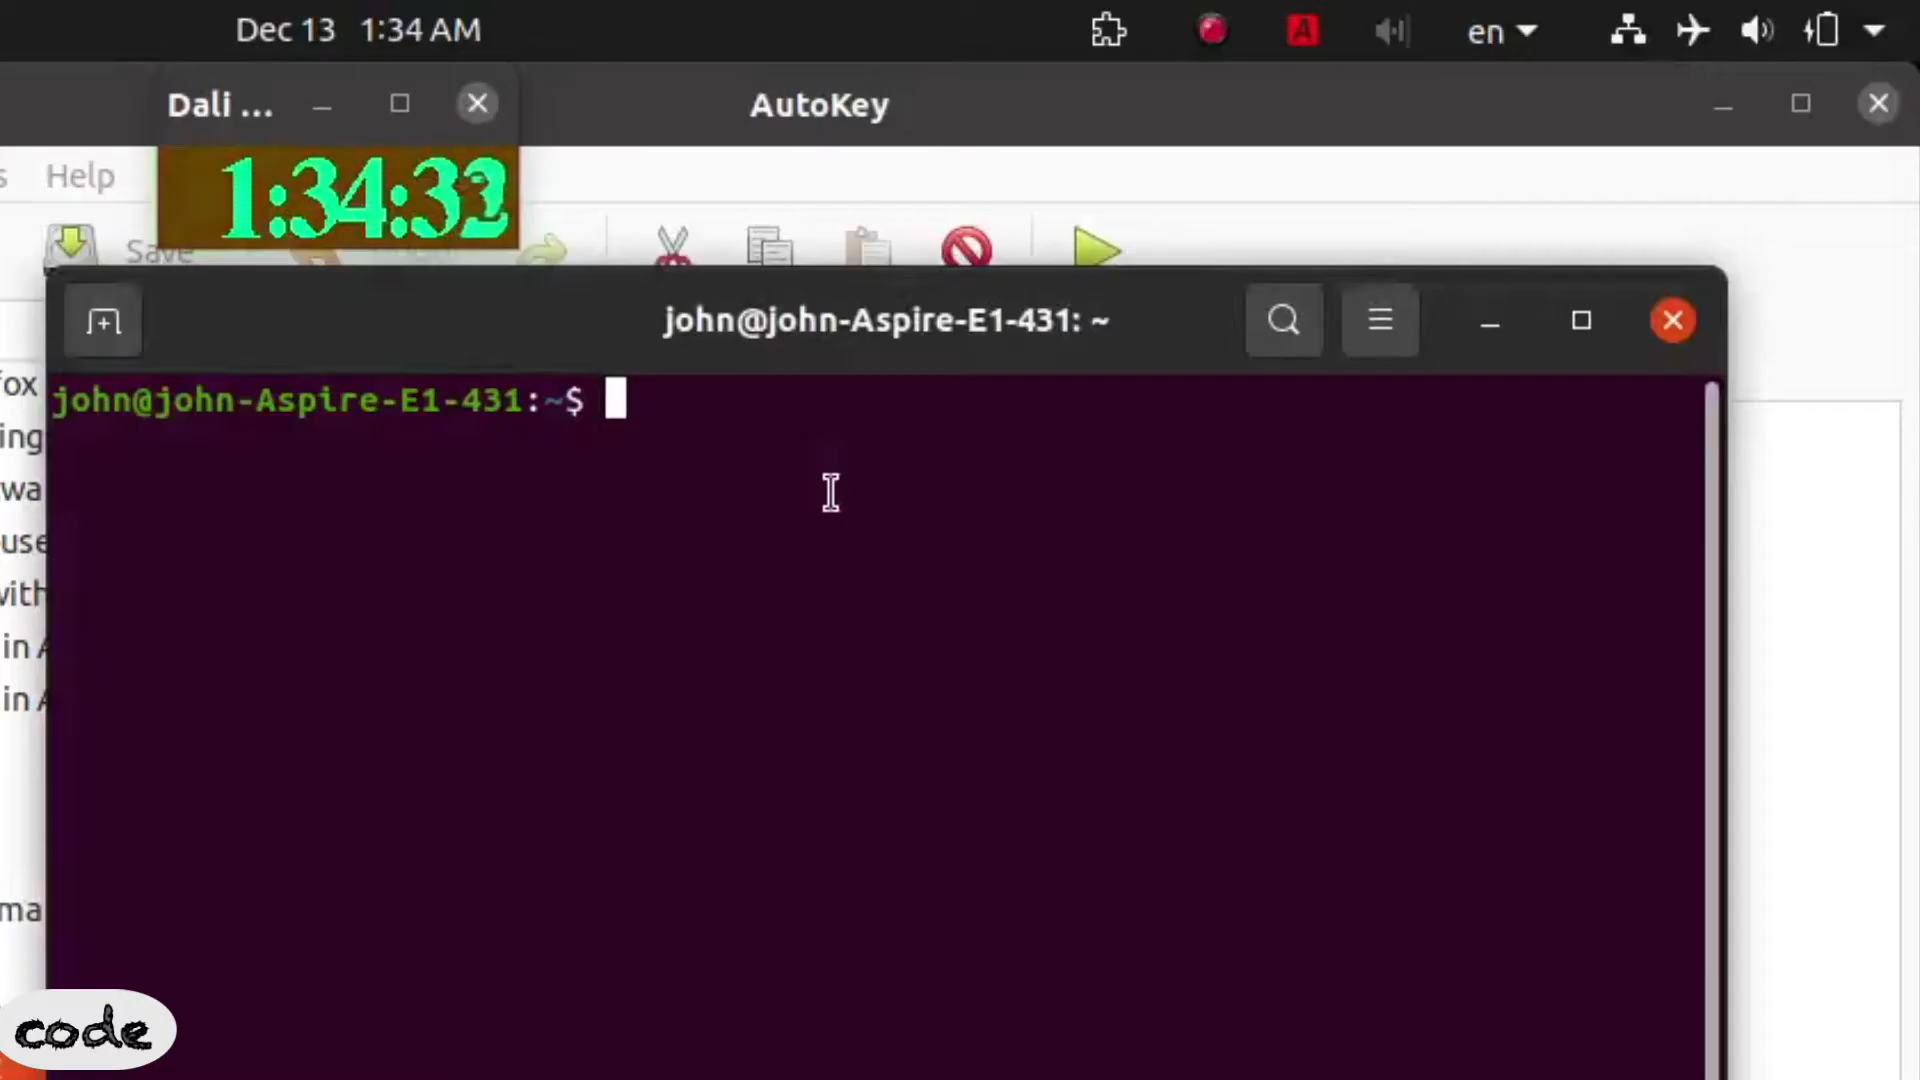 Dec 13 1:34 AM
en
Dali ...
AutoKey
Help
1:34:32
Save
john@john-Aspire-E1-431: ~
john@john-Aspire-E1-431:~$
fox
ing
wa
use
with
in A
in A
ma
code